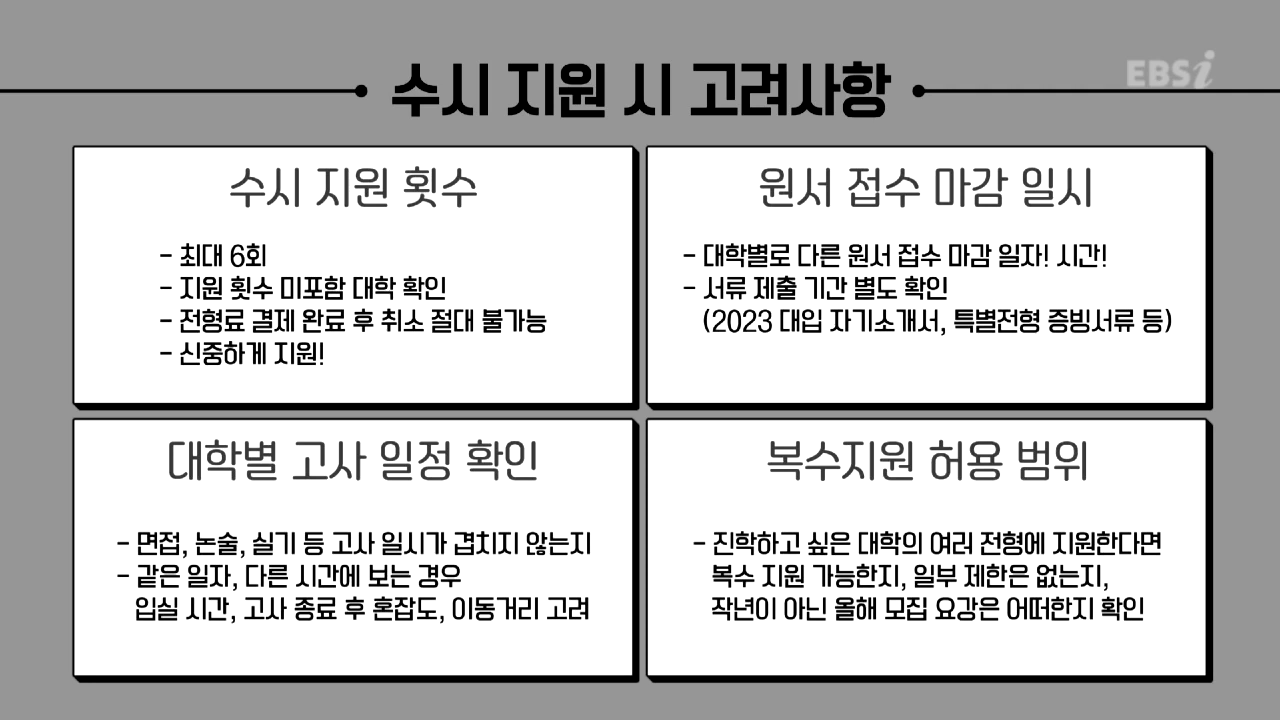 수시 지원 시 고려사항
EBSi
수시 지원 횟수
- 최대 6회
- 지원 횟수 미포함 대학 확인
- 전형료 결제 완료 후 취소 절대 불가능
- 신중하게 지원!
원서 접수 마감 일시
- 대학별로 다른 원서 접수 마감 일자! 시간!
- 서류 제출 기간 별도 확인
(2023 대입 자기소개서, 특별전형 증빙서류 등)
대학별 고사 일정 확인
- 면접, 논술, 실기 등 고사 일시가 겹치지 않는지
- 같은 일자, 다른 시간에 보는 경우
입실 시간, 고사 종료 후 혼잡도, 이동거리 고려
복수지원 허용 범위
- 진학하고 싶은 대학의 여러 전형에 지원한다면
복수 지원 가능한지, 일부 제한은 없는지,
작년이 아닌 올해 모집 요강은 어떠한지 확인